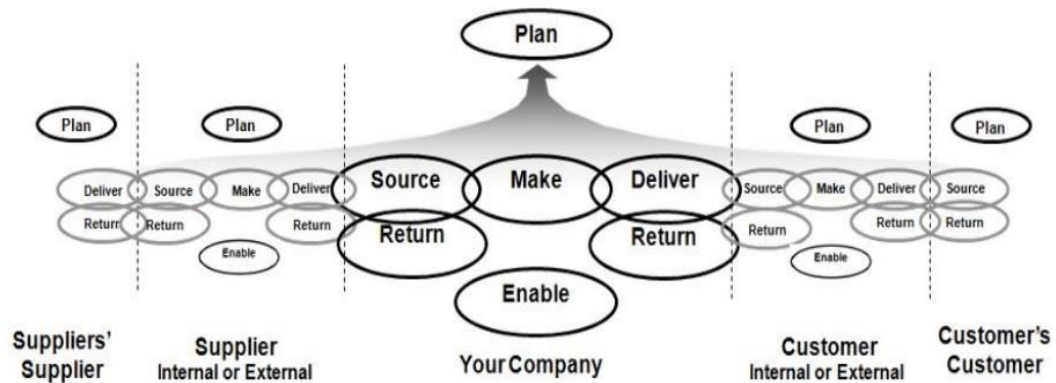 Plan
Plan
Plan
Plan
Plan
Deliver
Source
Make
Deliver
Source
Make
Deliver
Source
Make
Deliver
Source
Return
Return
Return
Return
Return
Return
Return
Return
Enable
Enable
Enable
Suppliers'
Supplier
Supplier
Internal or External
Your Company
Customer
Internal or External
Customer's
Customer